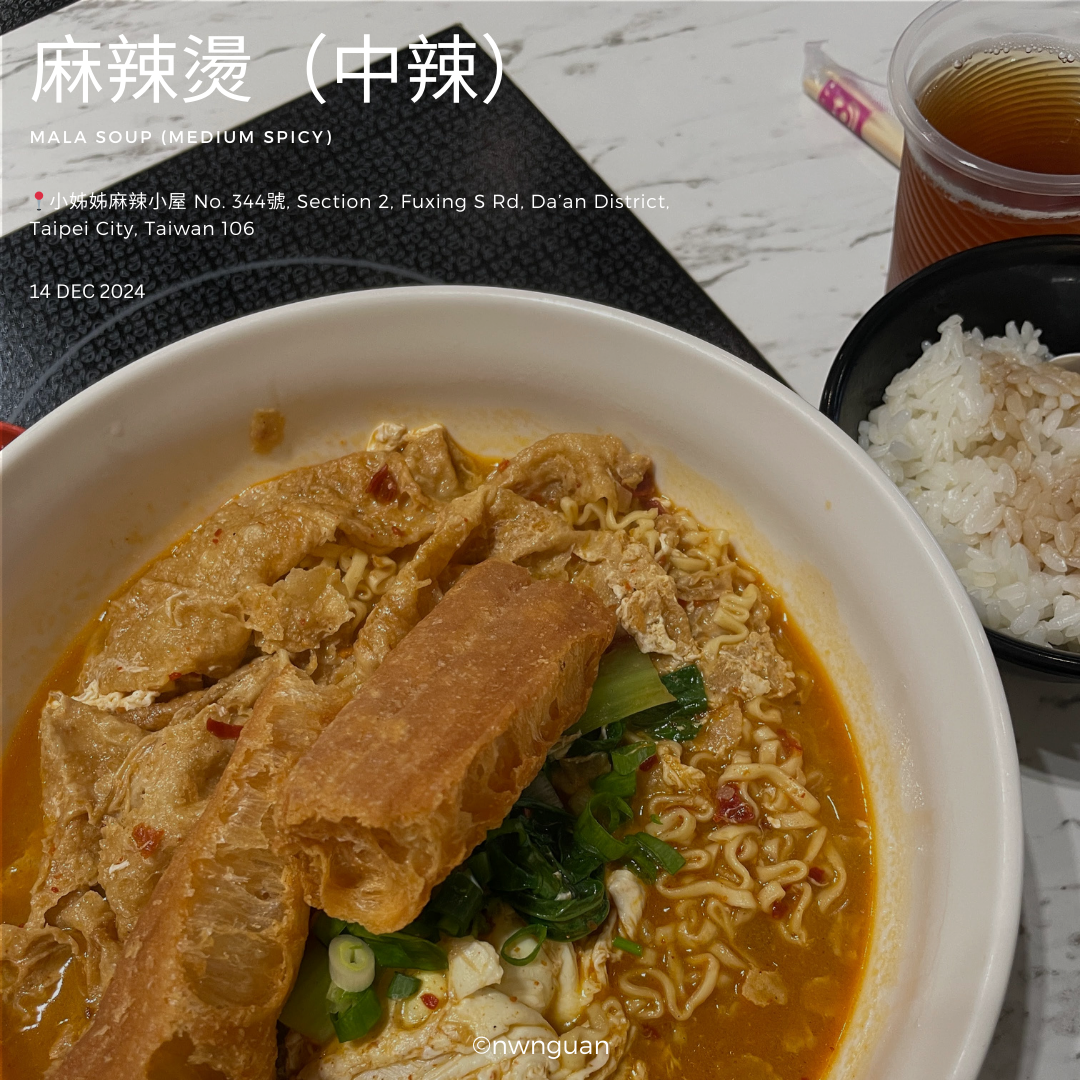 麻辣燙（中辣）
MALA SOUP (MEDIUM SPICY)
📍小姊姊麻辣小屋 No. 344號, Section 2, Fuxing S Rd, Da’an District,
Taipei City, Taiwan 106
14 DEC 2024
©nwnguan